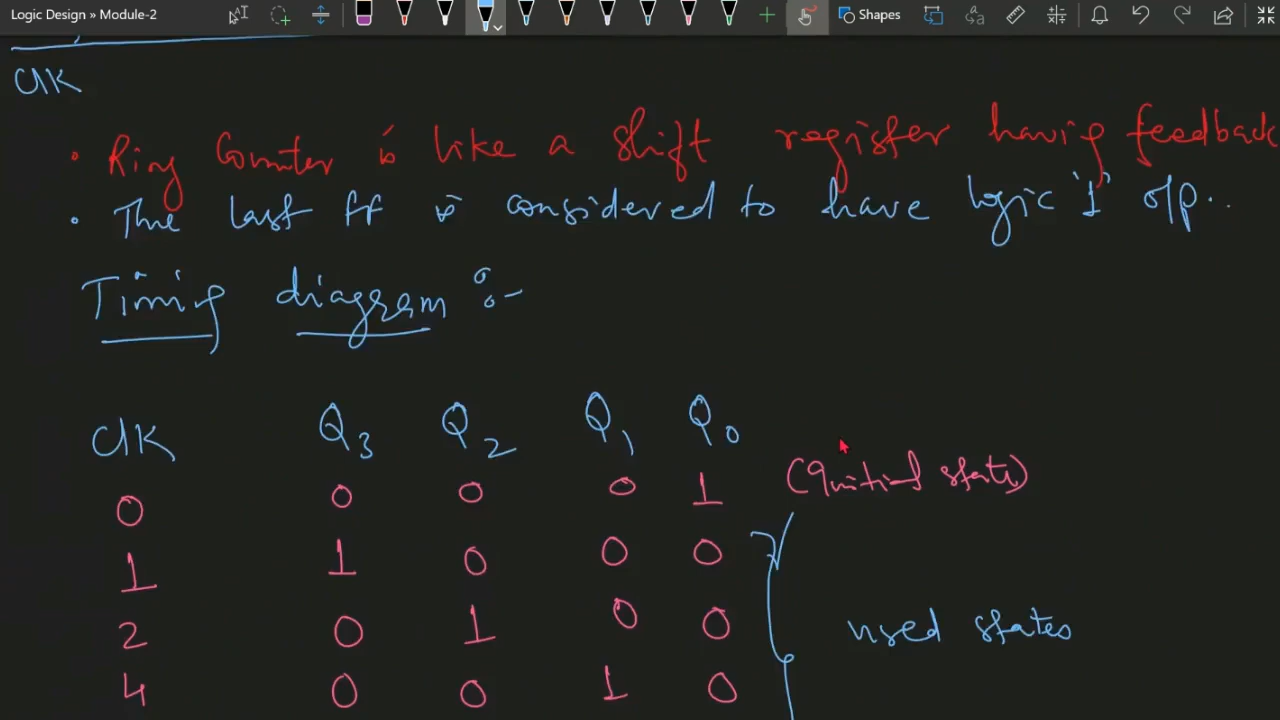 Logic Design » Module-2
Shapes
Clk
• Ring Counter is like a shift register having feedback
• The last ff is considered to have logic '1' o/p..
Timing diagram :-
Clk Q3 Q2 Q1 Q0
0 0 0 0 1 (Initial state)
1 1 0 0 0
2 0 1 0 0 used states
4 0 0 1 0